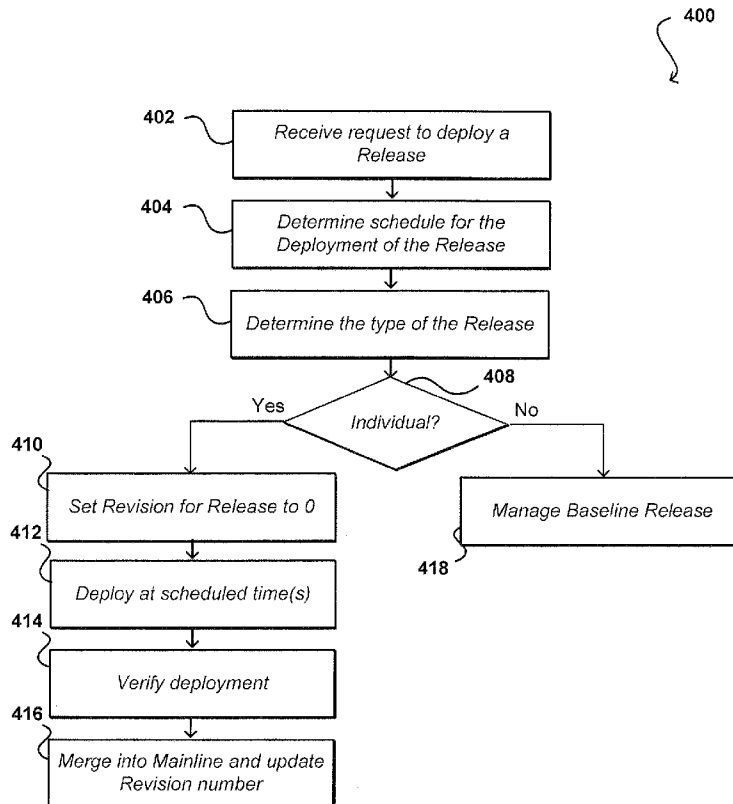 400
402
Receive request to deploy a
Release
404
Determine schedule for the
Deployment of the Release
406
Determine the type of the Release
408
Yes
Individual?
No
410
Set Revision for Release to 0
Manage Baseline Release
412
418
Deploy at scheduled time(s)
414
Verify deployment
416
Merge into Mainline and update
Revision number